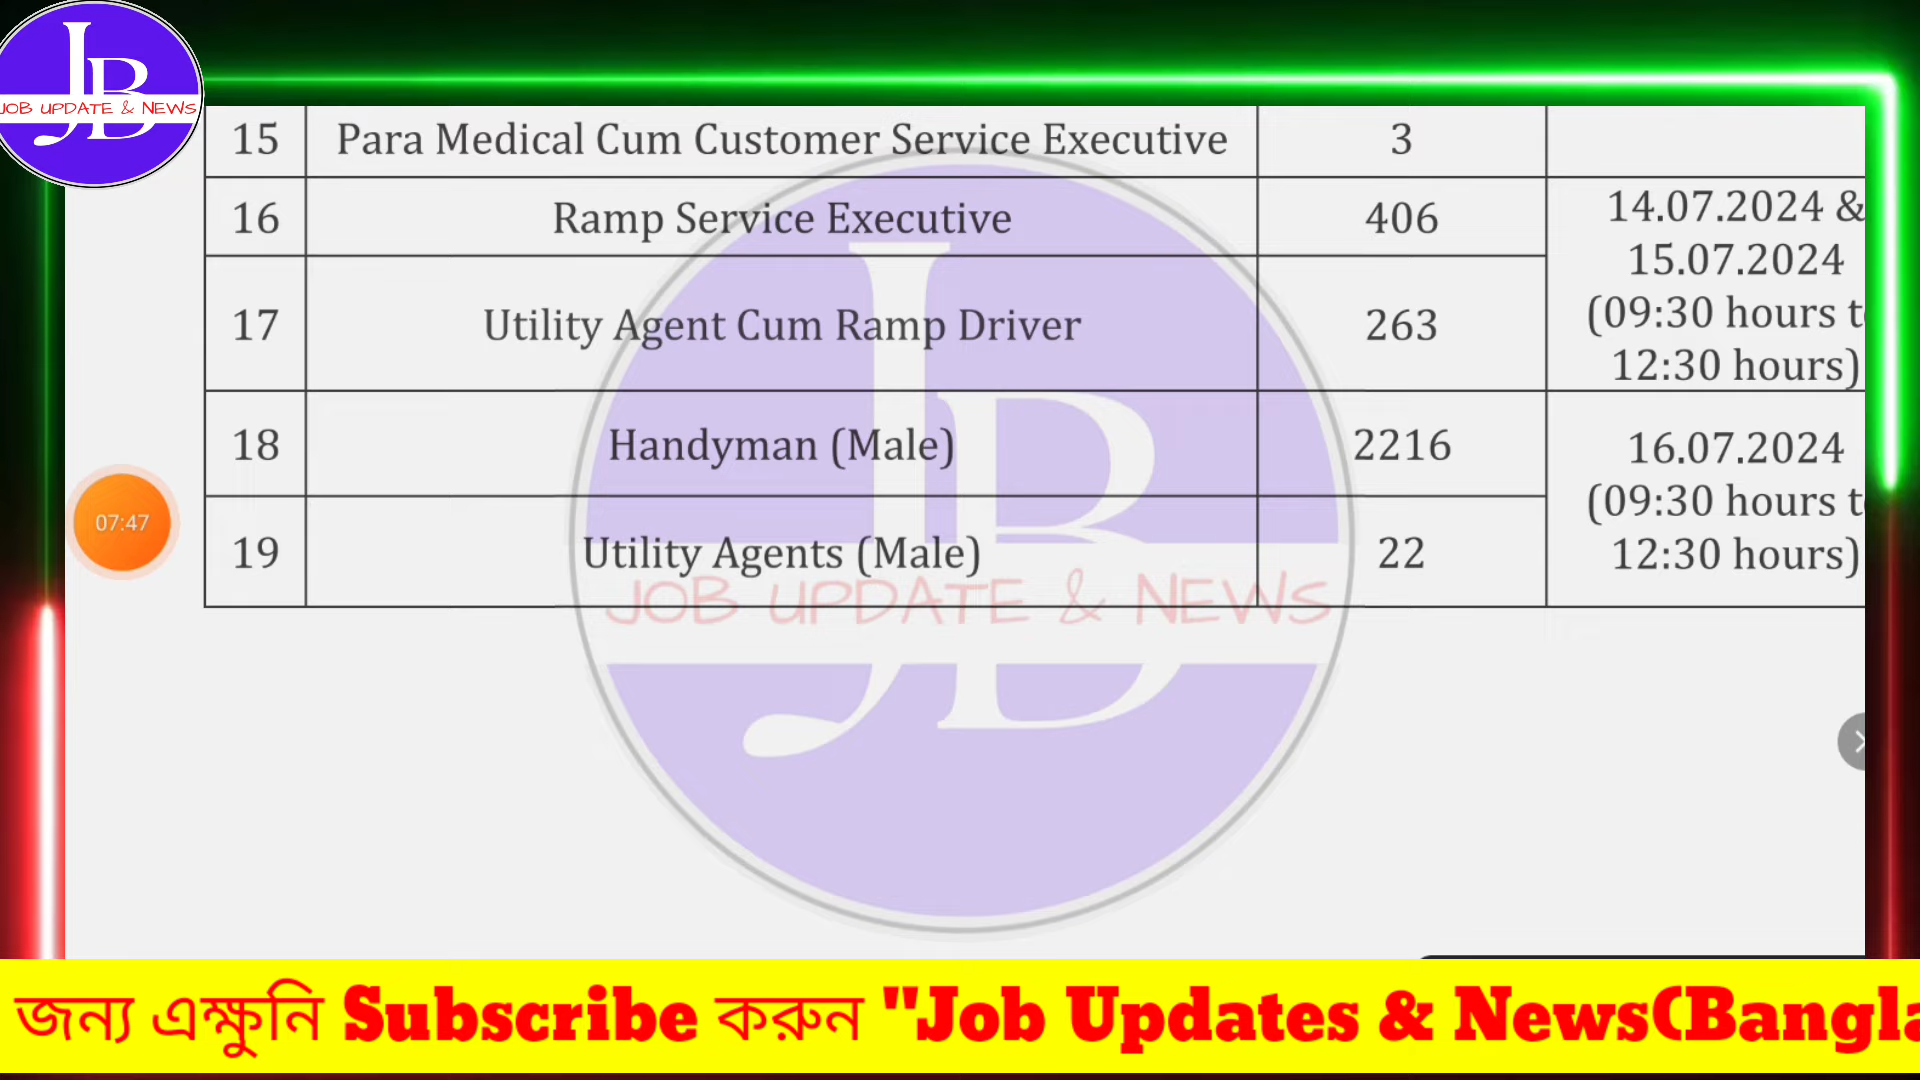 JB
JOB UPDATE & NEWS
15 Para Medical Cum Customer Service Executive 3
16 Ramp Service Executive 406
14.07.2024 &
15.07.2024
(09:30 hours t
12:30 hours)
17 Utility Agent Cum Ramp Driver 263
18 Handyman (Male) 2216
16.07.2024
(09:30 hours t
12:30 hours)
19 Utility Agents (Male) 22
07:47
JB
JOB UPDATE & NEWS
জন্য এক্ষুনি Subscribe করুন "Job Updates & News(Bangla